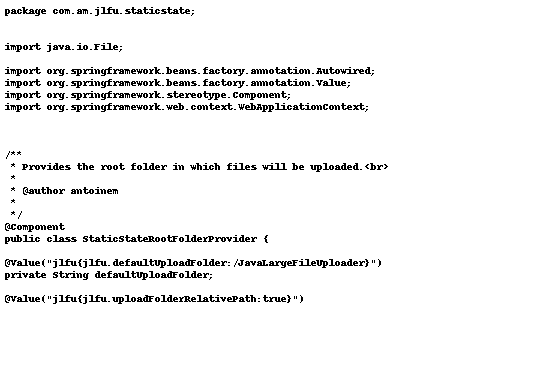 package com.am.jlfu.staticstate;
import java.io.File;
import org.springframework.beans.factory.annotation.Autowired;
import org.springframework.beans.factory.annotation.Value;
import org.springframework.stereotype.Component;
import org.springframework.web.context.WebApplicationContext;
/**
 * Provides the root folder in which files will be uploaded.<br>
 *
 * @author antoinem
 *
 */
@Component
public class StaticStateRootFolderProvider {
@Value("jlfu{jlfu.defaultUploadFolder:/JavaLargeFileUploader}")
private String defaultUploadFolder;
@Value("jlfu{jlfu.uploadFolderRelativePath:true}")